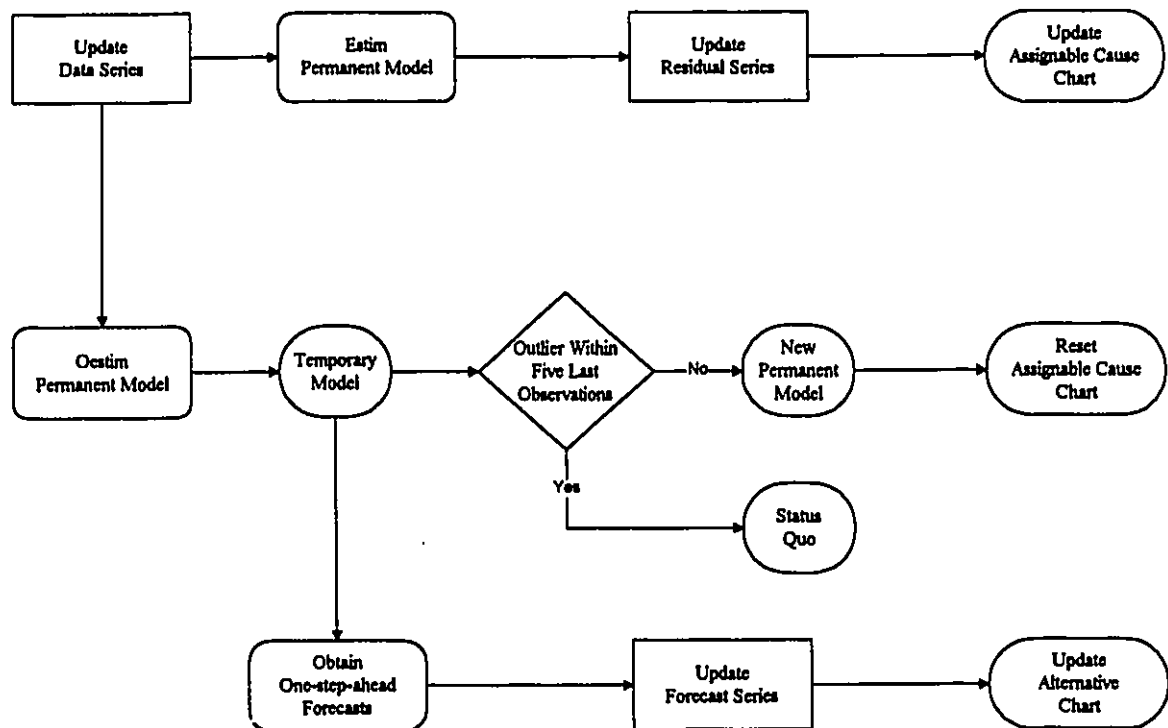 Update
Data Series
Estim
Permanent Model
Update
Residual Series
Update
Assignable Cause
Chart
Oestim
Permanent Model
Temporary
Model
Outlier Within
Five Last
Observations
No
New
Permanent
Model
Reset
Assignable Cause
Chart
Yes
Status
Quo
Obtain
One-step-ahead
Forecasts
Update
Forecast Series
Update
Alternative
Chart